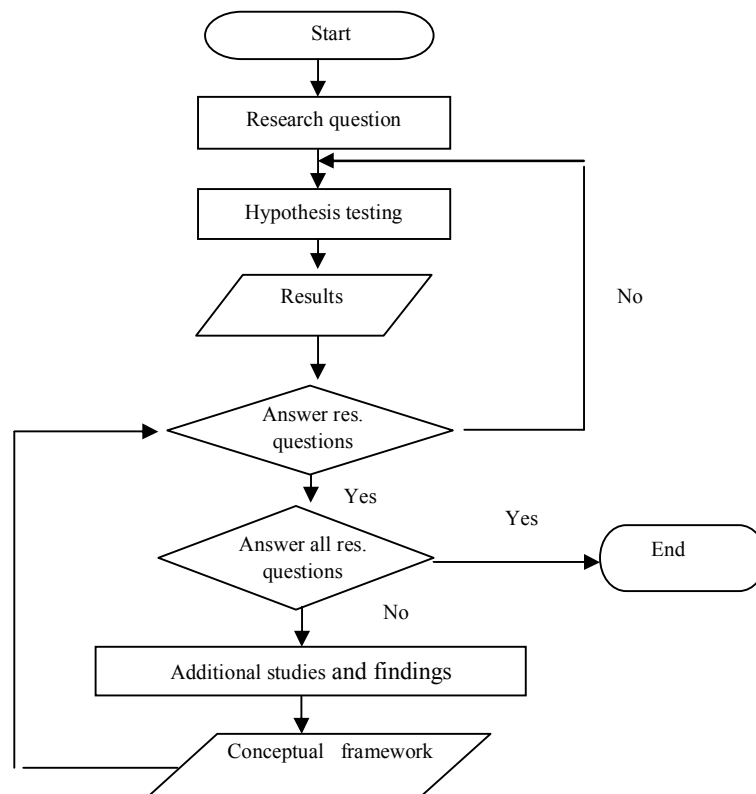 Start
Research question
Hypothesis testing
Results
No
Answer res.
questions
Yes
Answer all res.
questions
Yes
End
No
Additional studies and findings
Conceptual framework